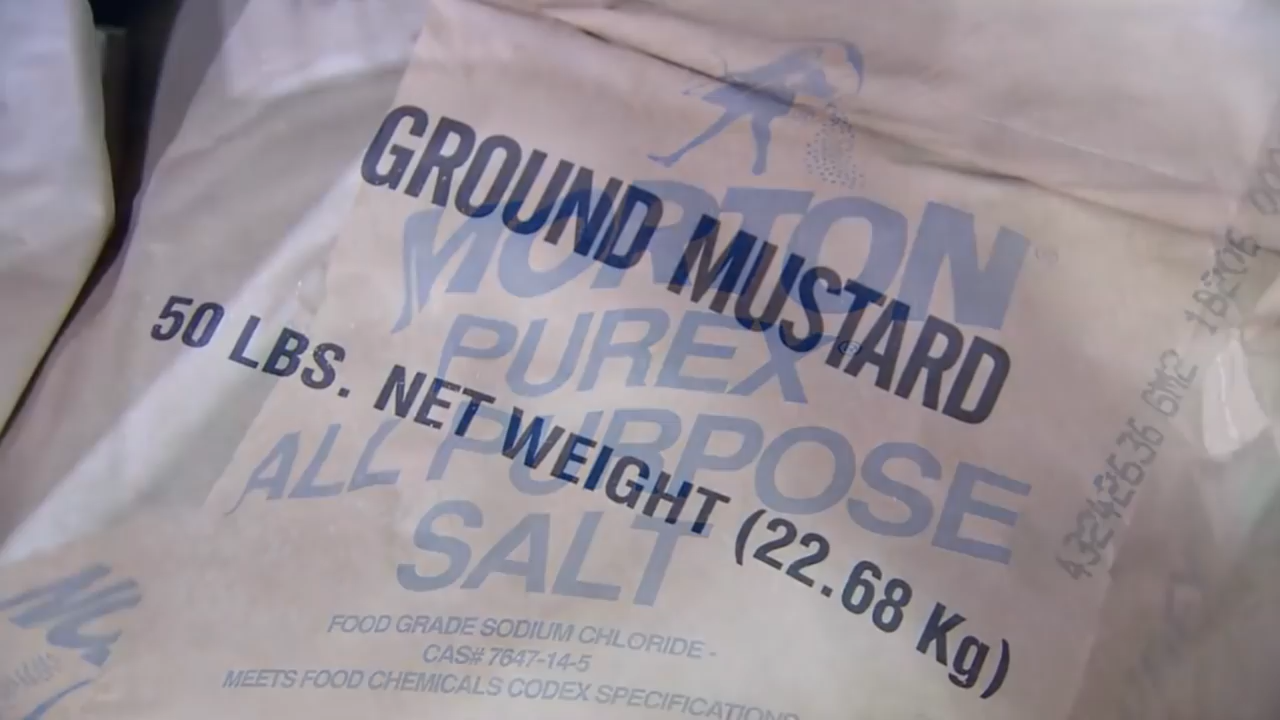 GROUND MUSTARD
50 LBS. NET WEIGHT (22.68 Kg)
MORTON®
PUREX®
ALL PURPOSE
SALT
FOOD GRADE SODIUM CHLORIDE -
CAS# 7647-14-5
MEETS FOOD CHEMICALS CODEX SPECIFICATIONS